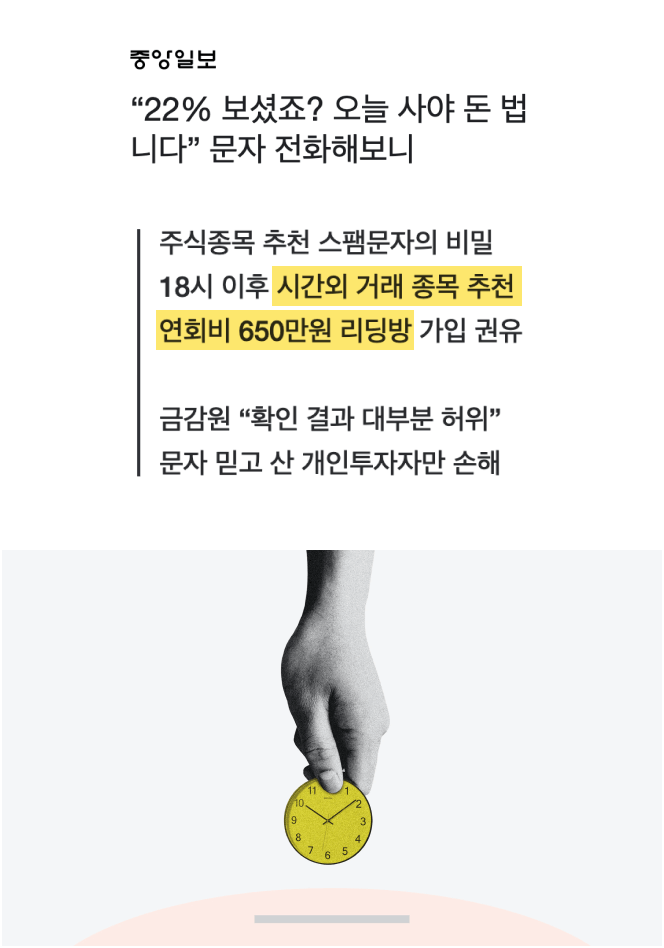 중앙일보
“22% 보셨죠? 오늘 사야 돈 법
니다” 문자 전화해보니
주식종목 추천 스팸문자의 비밀
18시 이후 시간외 거래 종목 추천
연회비 650만원 리딩방 가입 권유
금감원 “확인 결과 대부분 허위”
문자 믿고 산 개인투자자만 손해
11 1
10 2
9 3
8 4
7 6 5